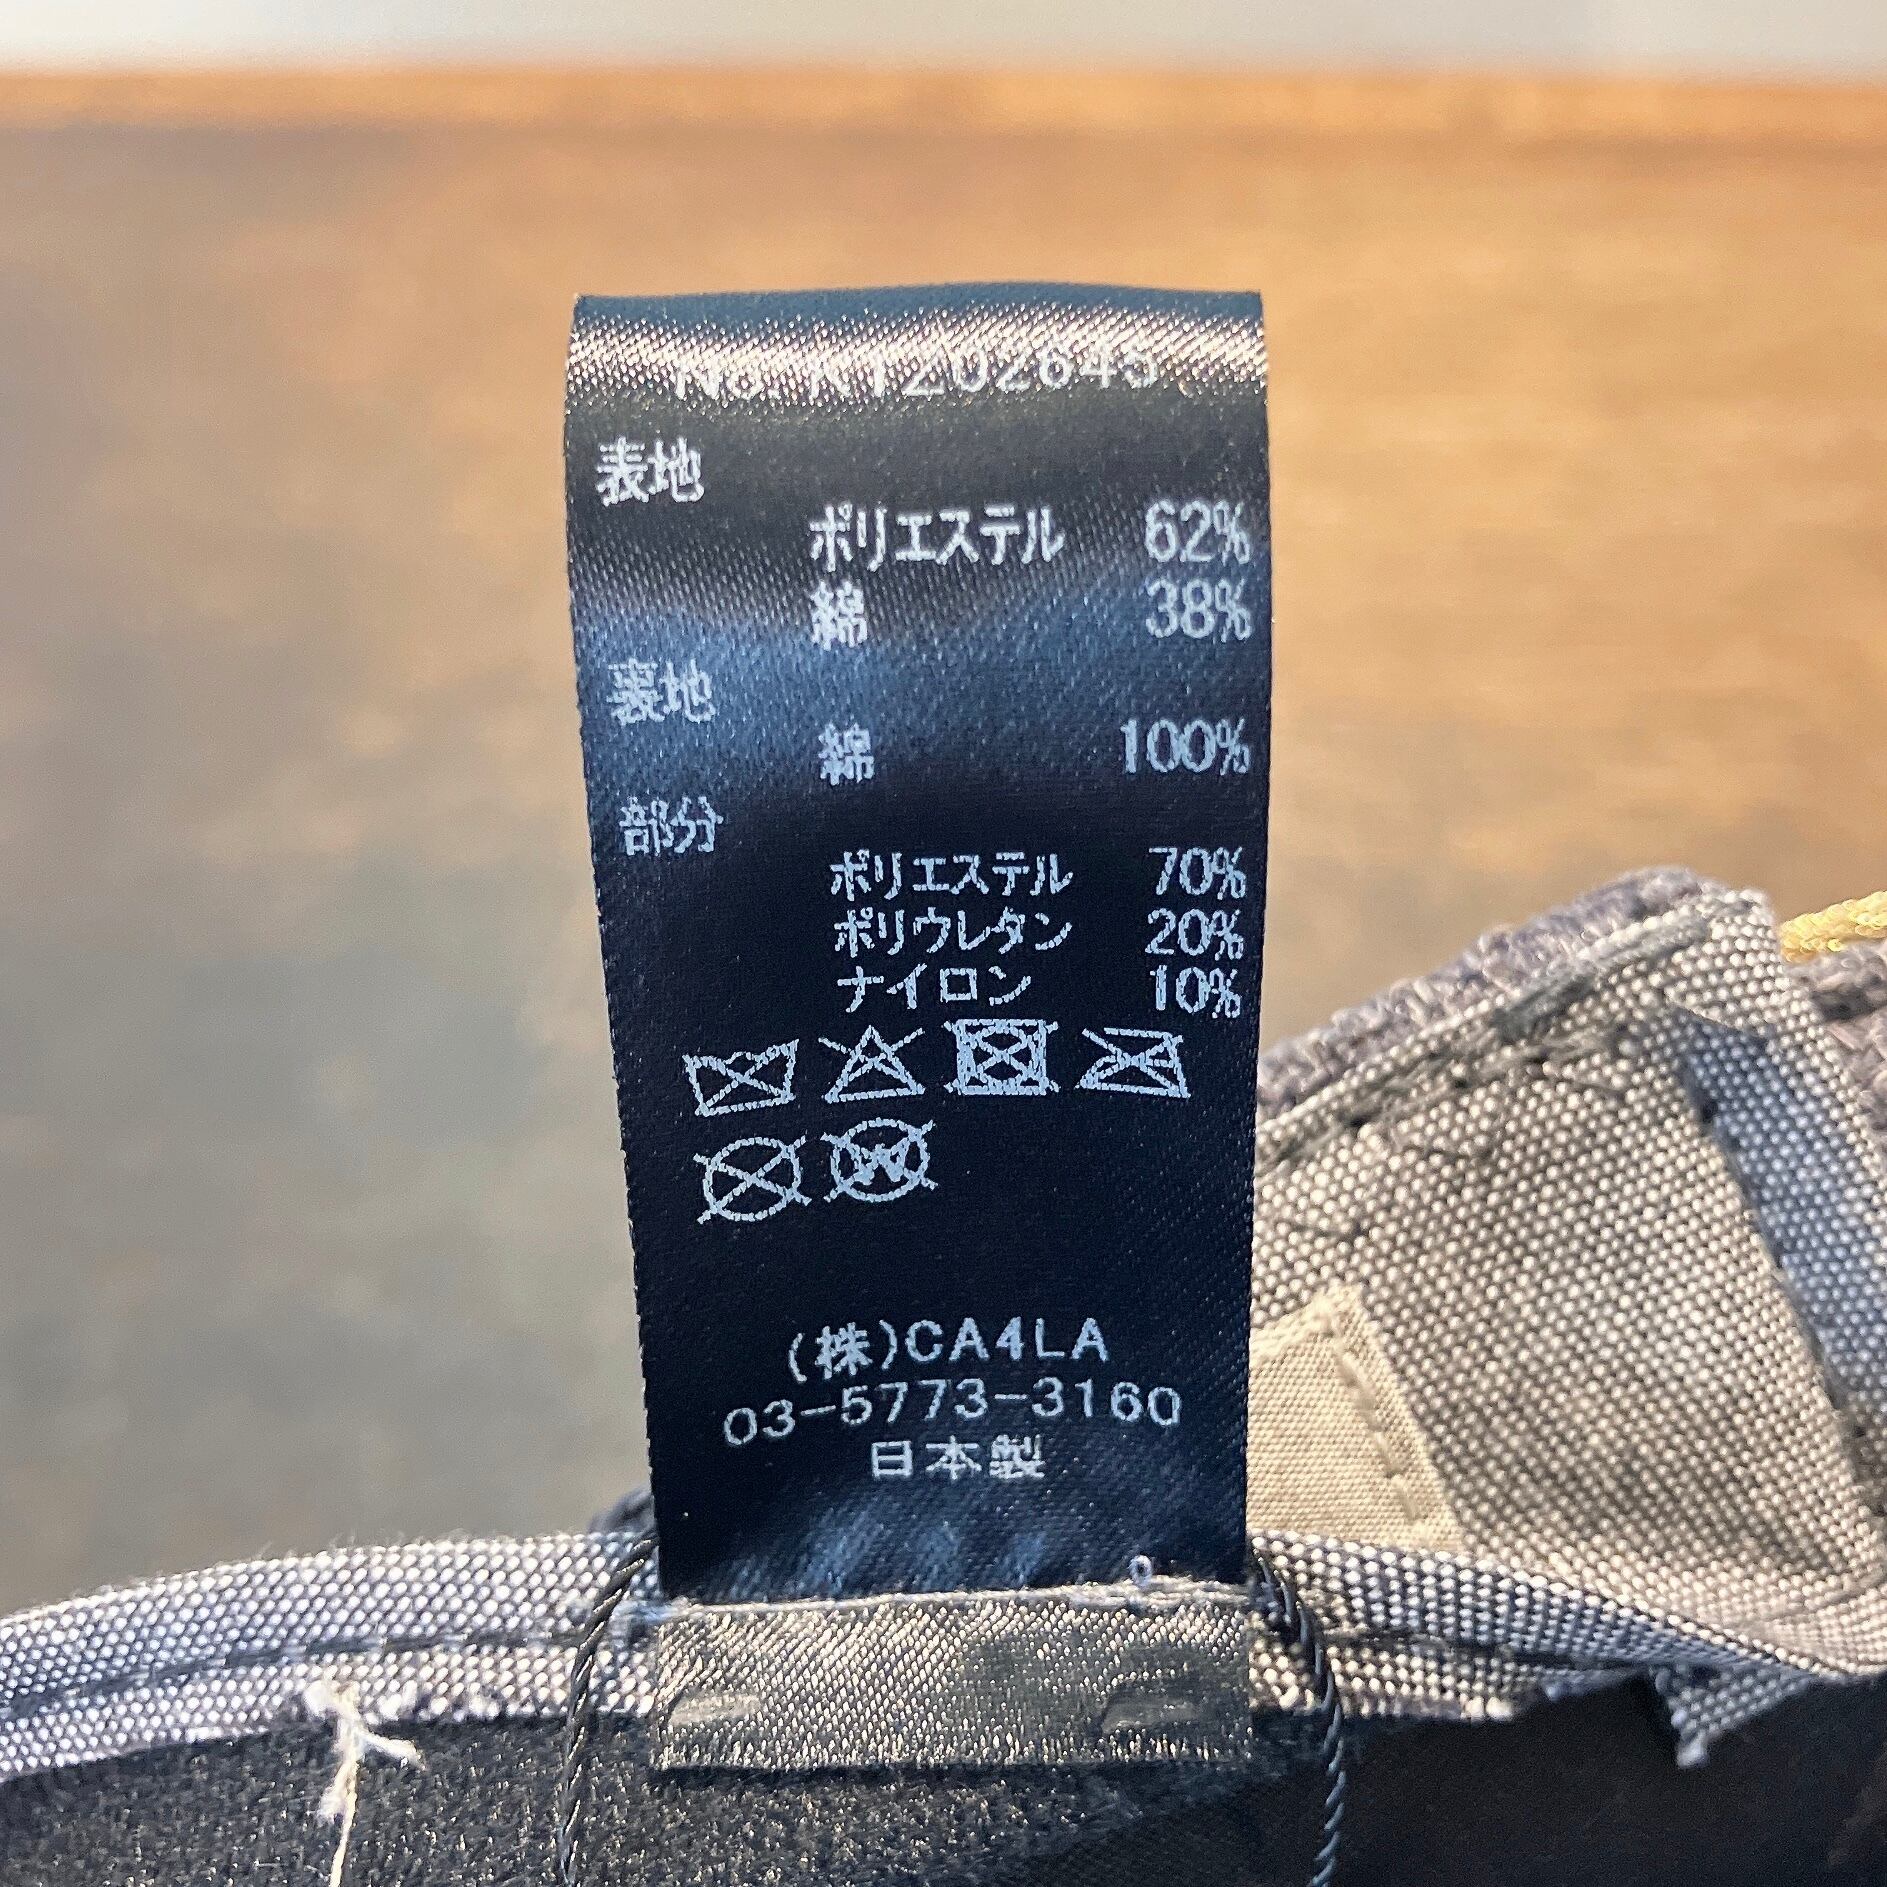 No. KT202645
表地
ポリエステル 62%
綿 38%
裏地
綿 100%
部分
ポリエステル 70%
ポリウレタン 20%
ナイロン 10%
W
(株)CA4LA
03-5773-3160
日本製